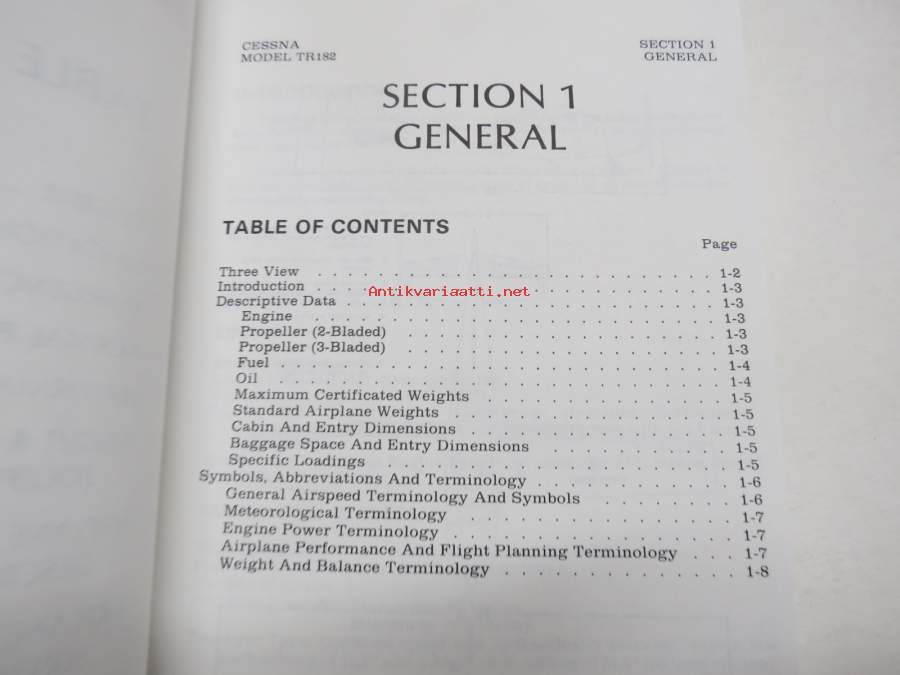 CESSNA SECTION 1
MODEL TR182 GENERAL
SECTION 1
GENERAL
TABLE OF CONTENTS
Page
Three View . . . . . . . . . . . . . . . . . . . . . . . . . 1-2
Introduction . . . . . . . . . . . . . . . . . . . . . . . . 1-3
Antikvariaatti.net
Descriptive Data . . . . . . . . . . . . . . . . . . . . . . 1-3
Engine . . . . . . . . . . . . . . . . . . . . . . . . . 1-3
Propeller (2-Bladed) . . . . . . . . . . . . . . . . . . . 1-3
Propeller (3-Bladed) . . . . . . . . . . . . . . . . . . . 1-3
Fuel . . . . . . . . . . . . . . . . . . . . . . . . . . 1-4
Oil . . . . . . . . . . . . . . . . . . . . . . . . . . 1-4
Maximum Certificated Weights . . . . . . . . . . . . . . 1-5
Standard Airplane Weights . . . . . . . . . . . . . . . . 1-5
Cabin And Entry Dimensions . . . . . . . . . . . . . . . 1-5
Baggage Space And Entry Dimensions . . . . . . . . . . 1-5
Specific Loadings . . . . . . . . . . . . . . . . . . . . 1-5
Symbols, Abbreviations And Terminology . . . . . . . . . . 1-6
General Airspeed Terminology And Symbols . . . . . . . 1-6
Meteorological Terminology . . . . . . . . . . . . . . . 1-7
Engine Power Terminology . . . . . . . . . . . . . . . . 1-7
Airplane Performance And Flight Planning Terminology . . . 1-7
Weight And Balance Terminology . . . . . . . . . . . . . 1-8